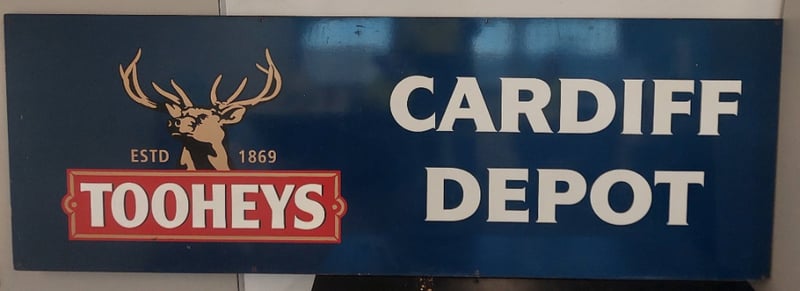 ESTD 1869
TOOHEYS
CARDIFF
DEPOT